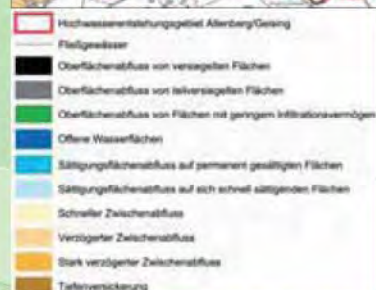 Hochwasserentstehungsgebiet Altenberg/Geising
Fließgewässer
Oberflächenabfluss von versiegelten Flächen
Oberflächenabfluss von teilversiegelten Flächen
Oberflächenabfluss von Flächen mit geringem Infiltrationsvermögen
Offene Wasserflächen
Sättigungsflächenabfluss auf permanent gesättigten Flächen
Sättigungsflächenabfluss auf sich schnell sättigenden Flächen
Schneller Zwischenabfluss
Verzögerter Zwischenabfluss
Stark verzögerter Zwischenabfluss
Tiefenversickerung